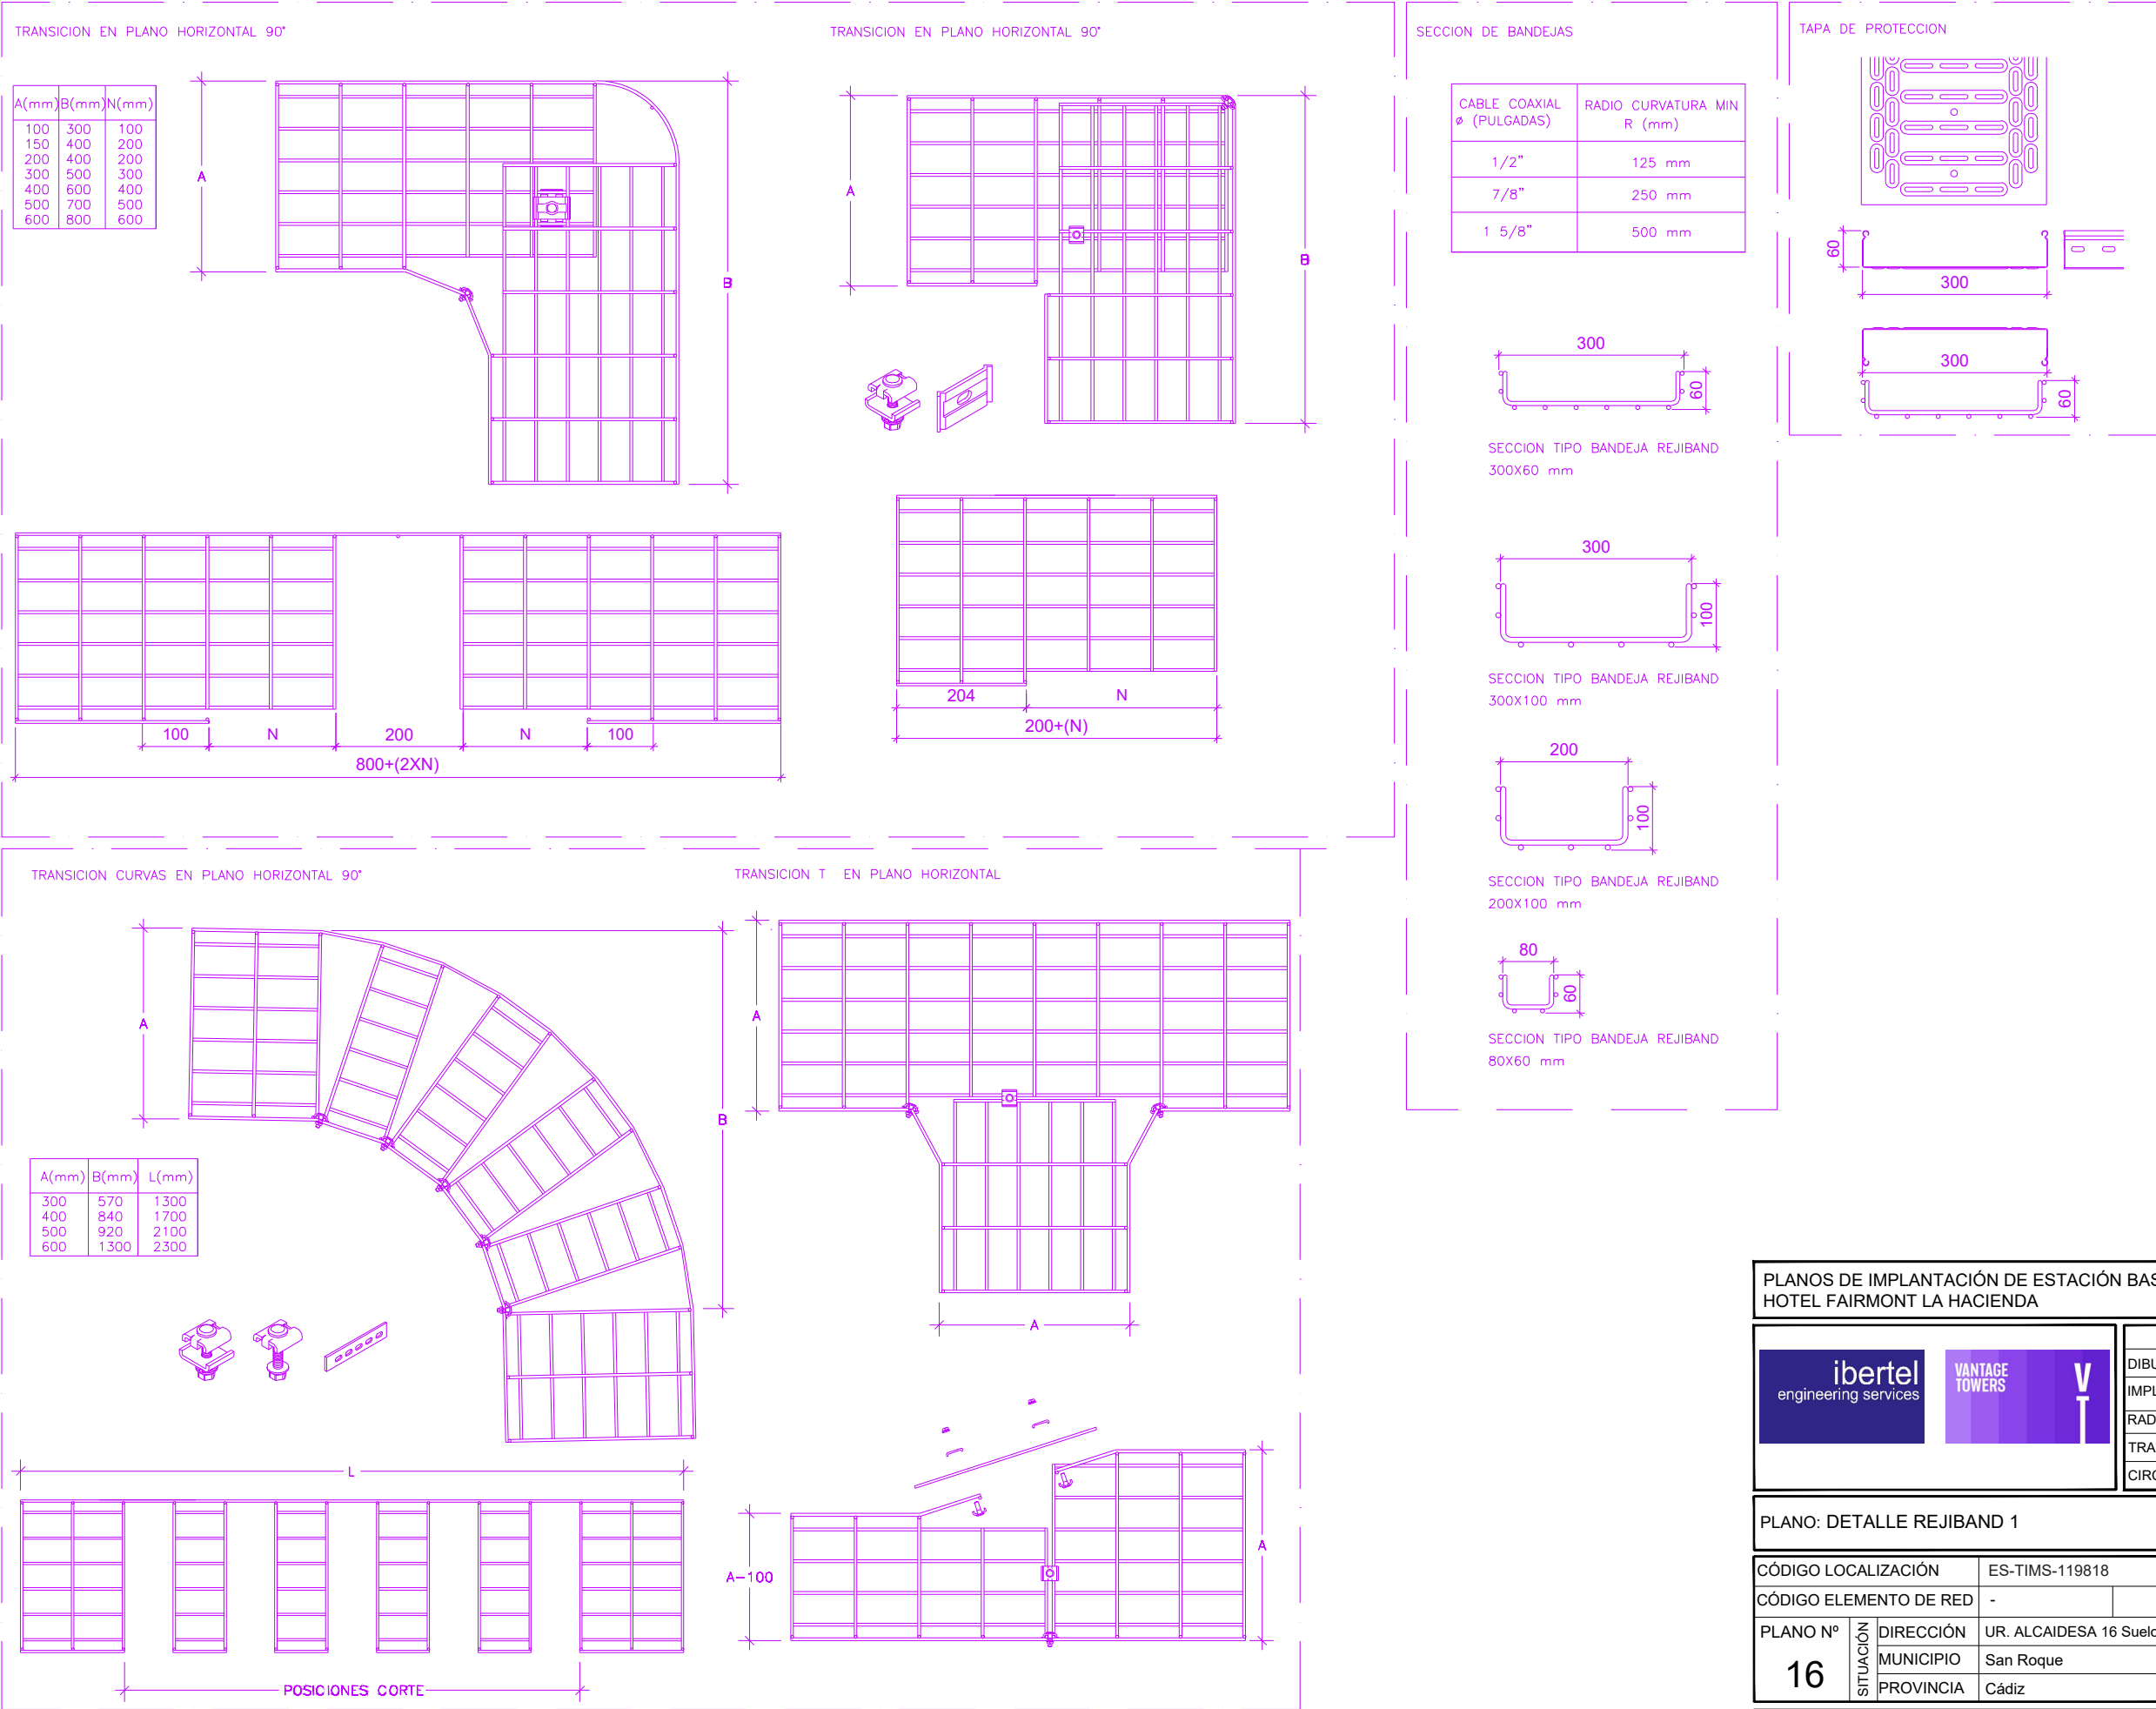 TRANSICION EN PLANO HORIZONTAL 90°
A(mm) B(mm) N(mm)
100 300 100
150 400 200
200 400 200
300 500 300
400 600 400
500 700 500
600 800 600
A
B
100 N 200 N 100
800+(2XN)
TRANSICION EN PLANO HORIZONTAL 90°
A
B
204 N
200+(N)
SECCION DE BANDEJAS
CABLE COAXIAL ø (PULGADAS) RADIO CURVATURA MIN R (mm)
1/2" 125 mm
7/8" 250 mm
1 5/8" 500 mm
300
60
SECCION TIPO BANDEJA REJIBAND
300X60 mm
300
100
SECCION TIPO BANDEJA REJIBAND
300X100 mm
200
100
SECCION TIPO BANDEJA REJIBAND
200X100 mm
80
60
SECCION TIPO BANDEJA REJIBAND
80X60 mm
TAPA DE PROTECCION
60
300
300
60
TRANSICION CURVAS EN PLANO HORIZONTAL 90°
A
B
A(mm) B(mm) L(mm)
300 570 1300
400 840 1700
500 920 2100
600 1300 2300
L
POSICIONES CORTE
TRANSICION T EN PLANO HORIZONTAL
A
A
A-100
A
PLANOS DE IMPLANTACIÓN DE ESTACIÓN BAS
HOTEL FAIRMONT LA HACIENDA
ibertel
engineering services
VANTAGE
TOWERS
V
T
DIBU
IMPL
RAD
TRA
CIRC
PLANO: DETALLE REJIBAND 1
CÓDIGO LOCALIZACIÓN ES-TIMS-119818
CÓDIGO ELEMENTO DE RED -
PLANO Nº
16
SITUACIÓN
DIRECCIÓN UR. ALCAIDESA 16 Suelo
MUNICIPIO San Roque
PROVINCIA Cádiz